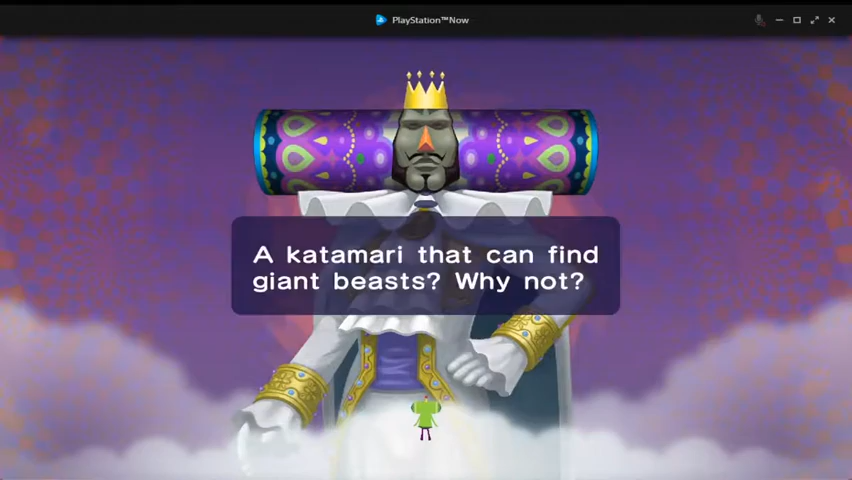 PlayStation™Now
A katamari that can find
giant beasts? Why not?